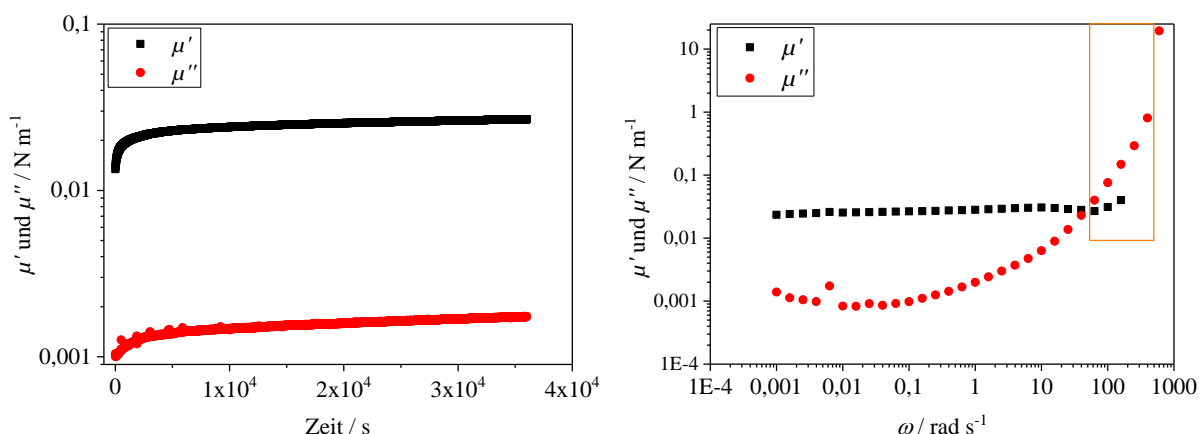 0,1
0,01
0,001
μ' und μ'' / N m⁻¹
μ'
μ''
0
1x10⁴
2x10⁴
3x10⁴
4x10⁴
Zeit / s
10
1
0,1
0,01
0,001
1E-4
μ' und μ'' / N m⁻¹
μ'
μ''
1E-4
0,001
0,01
0,1
1
10
100
1000
ω / rad s⁻¹